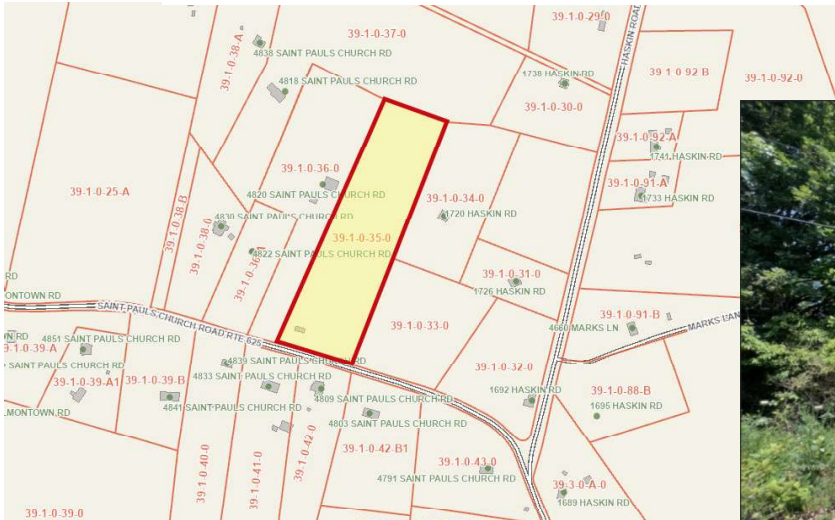 39-1-0-29-0
39-1-0-37-0
HASKIN ROAD
39-1-0-38-A
4838 SAINT PAULS CHURCH RD
4818 SAINT PAULS CHURCH RD
1738 HASKIN RD
39 1 0 92 B
39-1-0-92-0
39-1-0-30-0
39-1-0-92-A
1741 HASKIN RD
39-1-0-36-0
39-1-0-91-A
39-1-0-25-A
4820 SAINT PAULS CHURCH RD
39-1-0-34-0
1733 HASKIN RD
39-1-0-38-B
39-1-0-38-0
4830 SAINT PAULS CHURCH RD
1720 HASKIN RD
39-1-0-35-0
4822 SAINT PAULS CHURCH RD
39-1-0-36-A
RD
39-1-0-31-0
1726 HASKIN RD
ONTOWN RD
SAINT PAULS CHURCH ROAD RTE 625
39-1-0-91-B
39-1-0-33-0
4660 MARKS LN
MARKS LAN
4851 SAINT PAULS CHURCH RD
9-1-0-39-A
4839 SAINT PAULS CHURCH RD
39-1-0-32-0
39-1-0-39-A1
39-1-0-39-B
4833 SAINT PAULS CHURCH RD
4809 SAINT PAULS CHURCH RD
1692 HASKIN RD
39-1-0-88-B
1695 HASKIN RD
LMONTOWN RD
4841 SAINT PAULS CHURCH RD
4803 SAINT PAULS CHURCH RD
39-1-0-40-0
39-1-0-41-0
39-1-0-42-0
39-1-0-42-B1
39-1-0-43-0
4791 SAINT PAULS CHURCH RD
39-3-0-A-0
1689 HASKIN RD
39-1-0-39-0